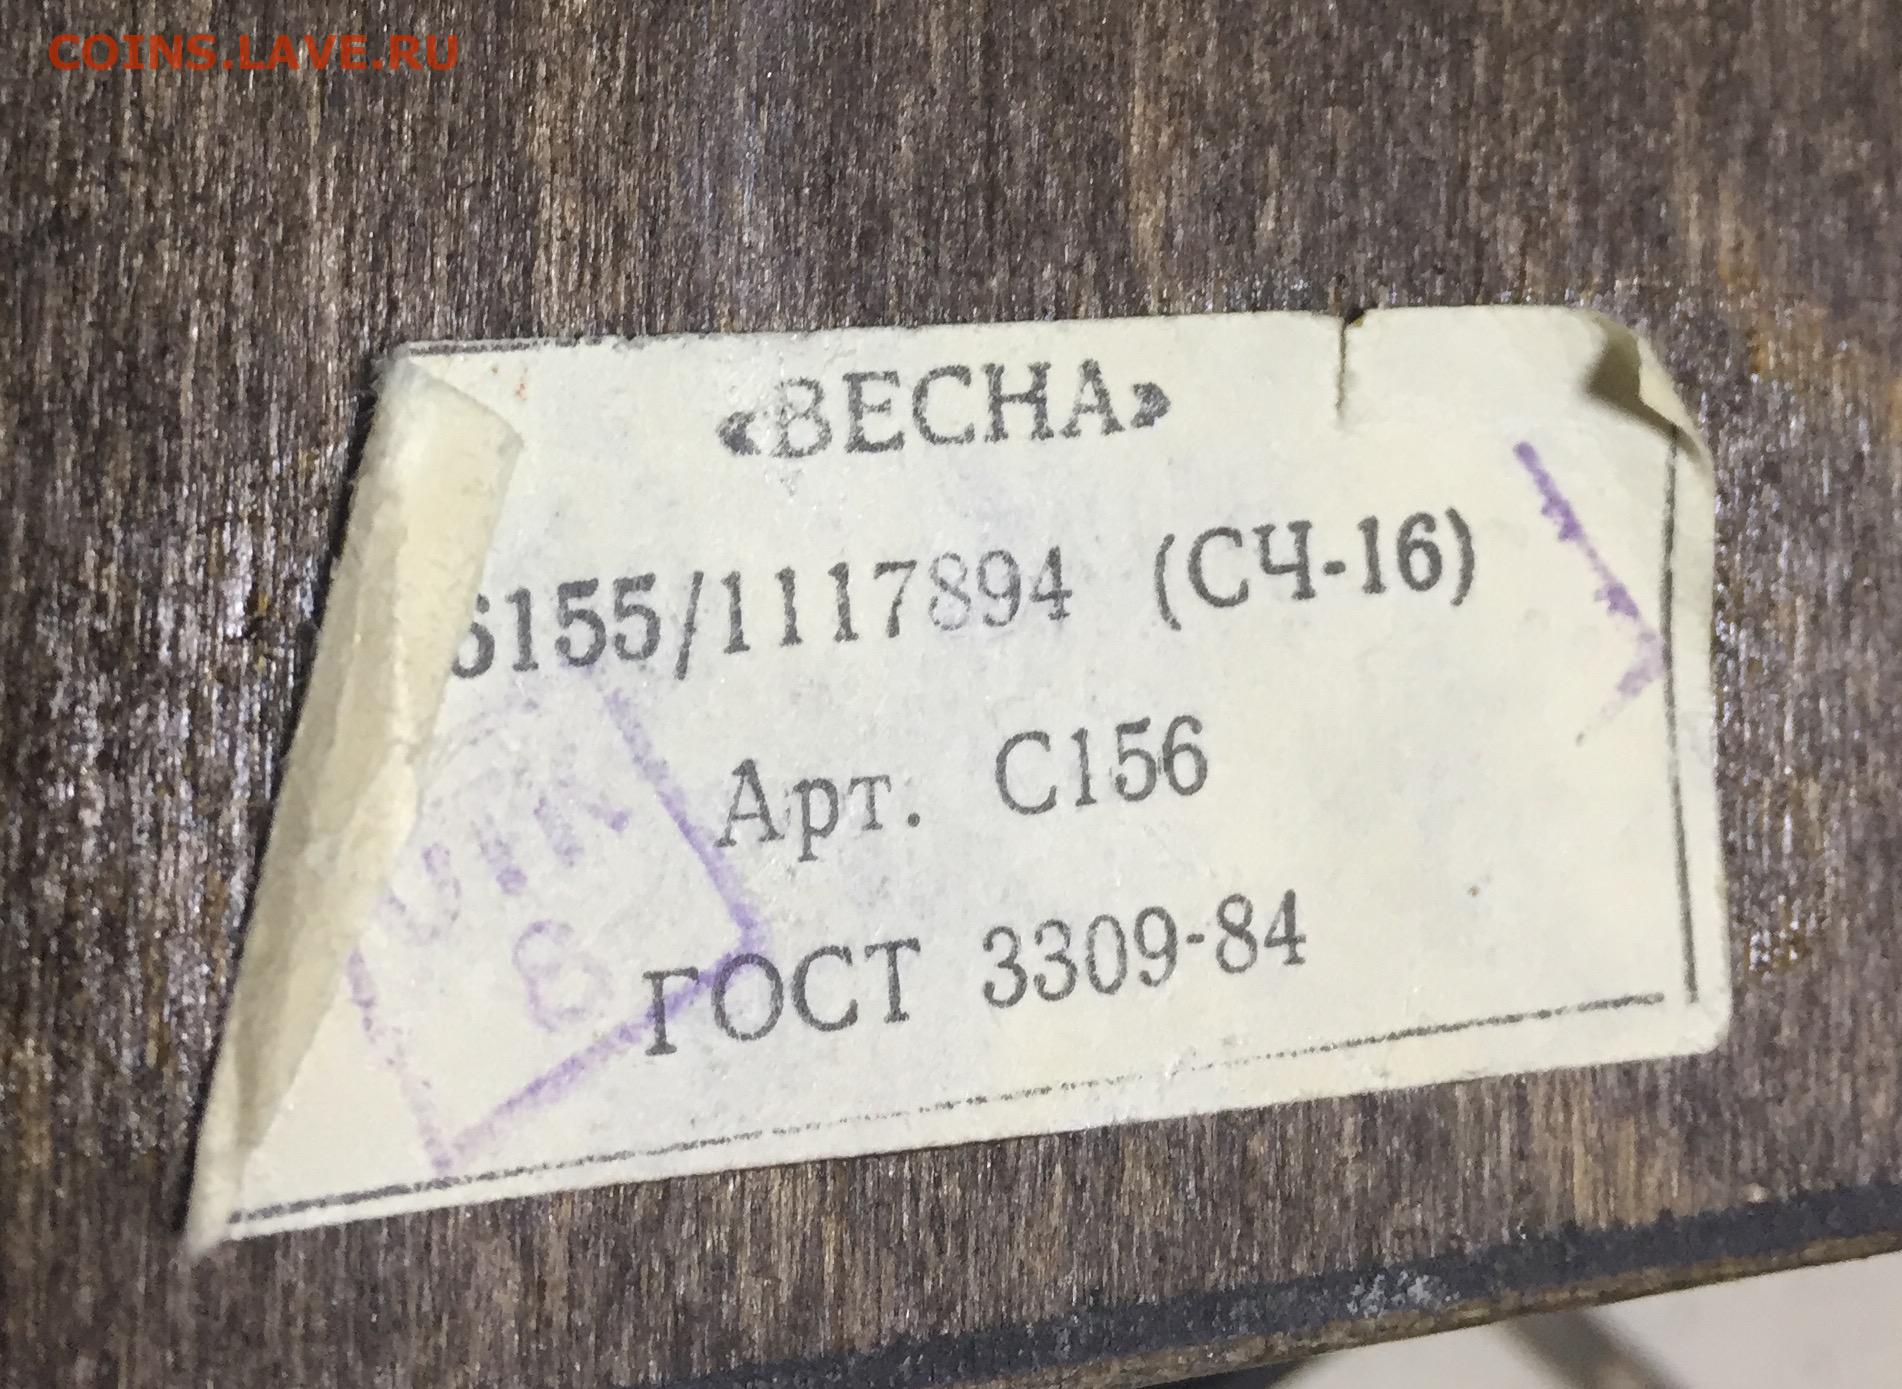 COINS.LAVE.RU
«ВЕСНА»
6155/1117894 (СЧ-16)
Арт. С156
ГОСТ 3309-84